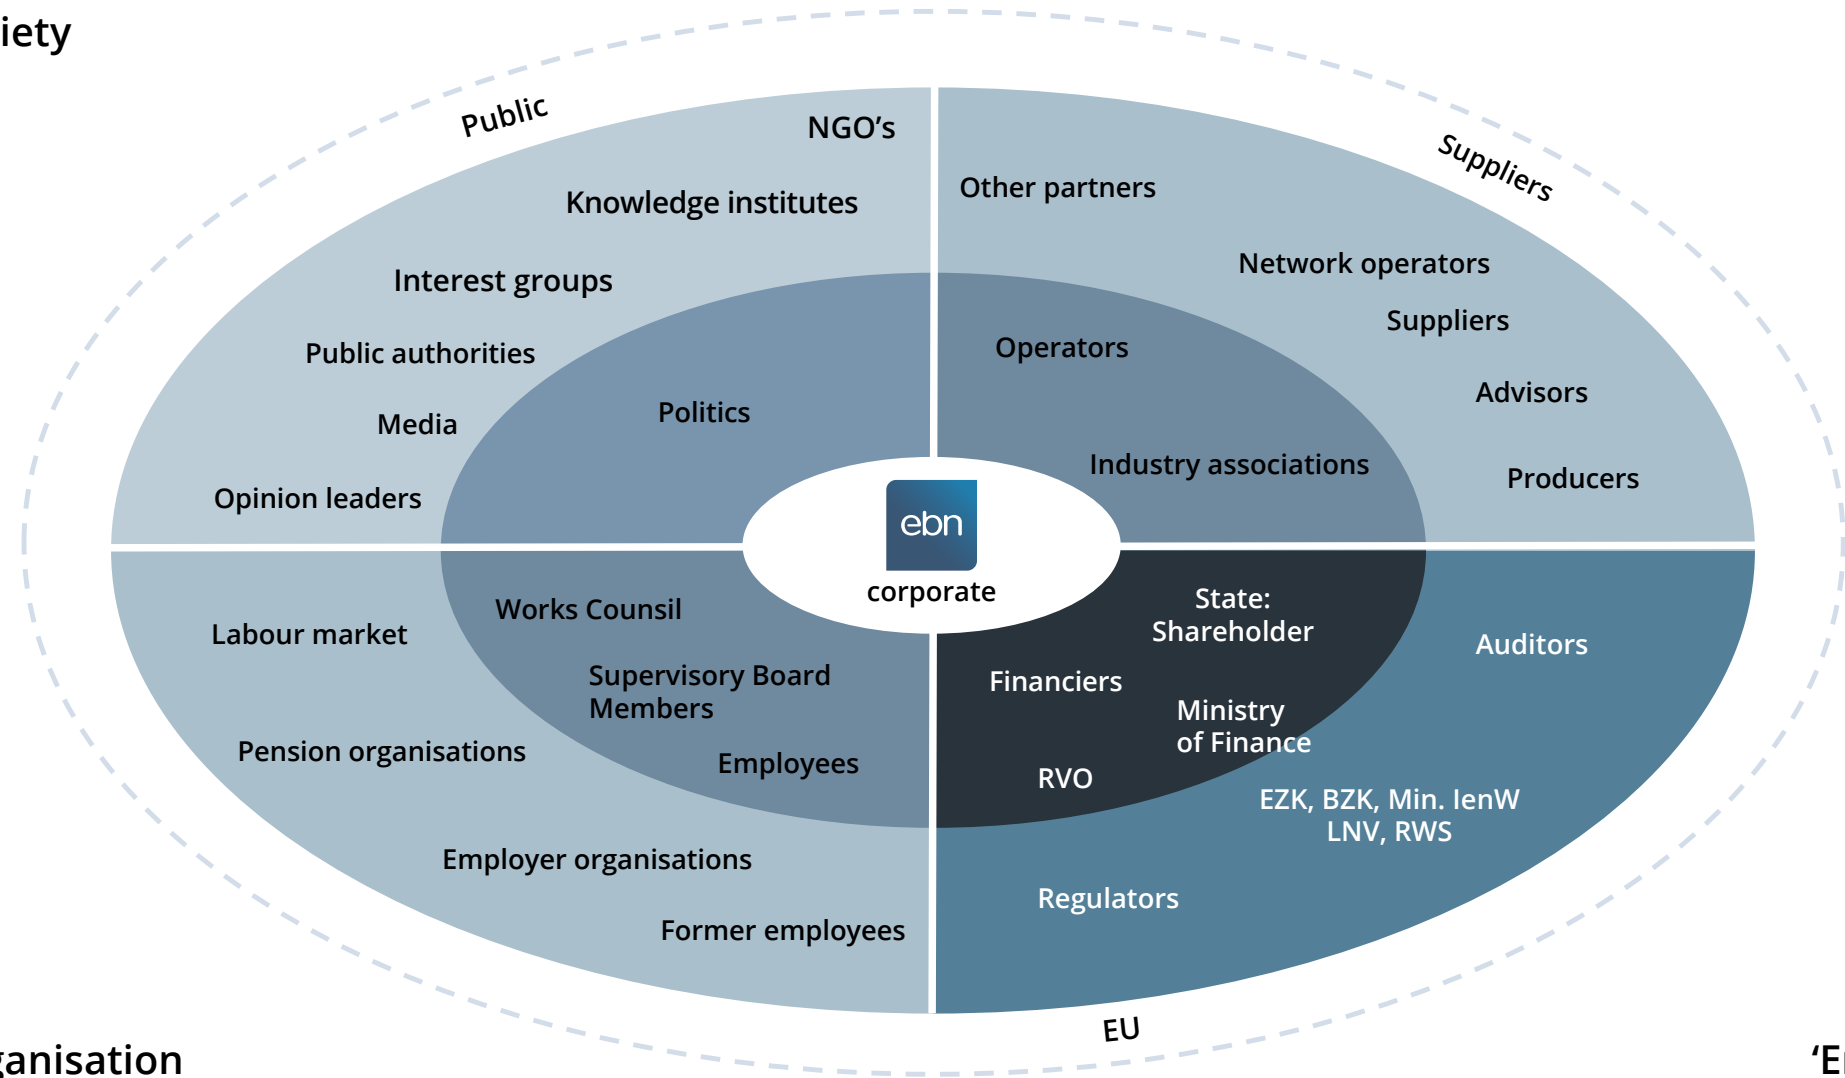 iety
Public
NGO’s
Knowledge institutes
Interest groups
Public authorities
Media
Opinion leaders
Politics
Suppliers
Other partners
Network operators
Suppliers
Advisors
Producers
Operators
Industry associations
ebn
corporate
Works Counsil
Supervisory Board
Members
Employees
Labour market
Pension organisations
Employer organisations
Former employees
State:
Shareholder
Financiers
Ministry
of Finance
RVO
Auditors
EZK, BZK, Min. IenW
LNV, RWS
Regulators
EU
ganisation
‘E